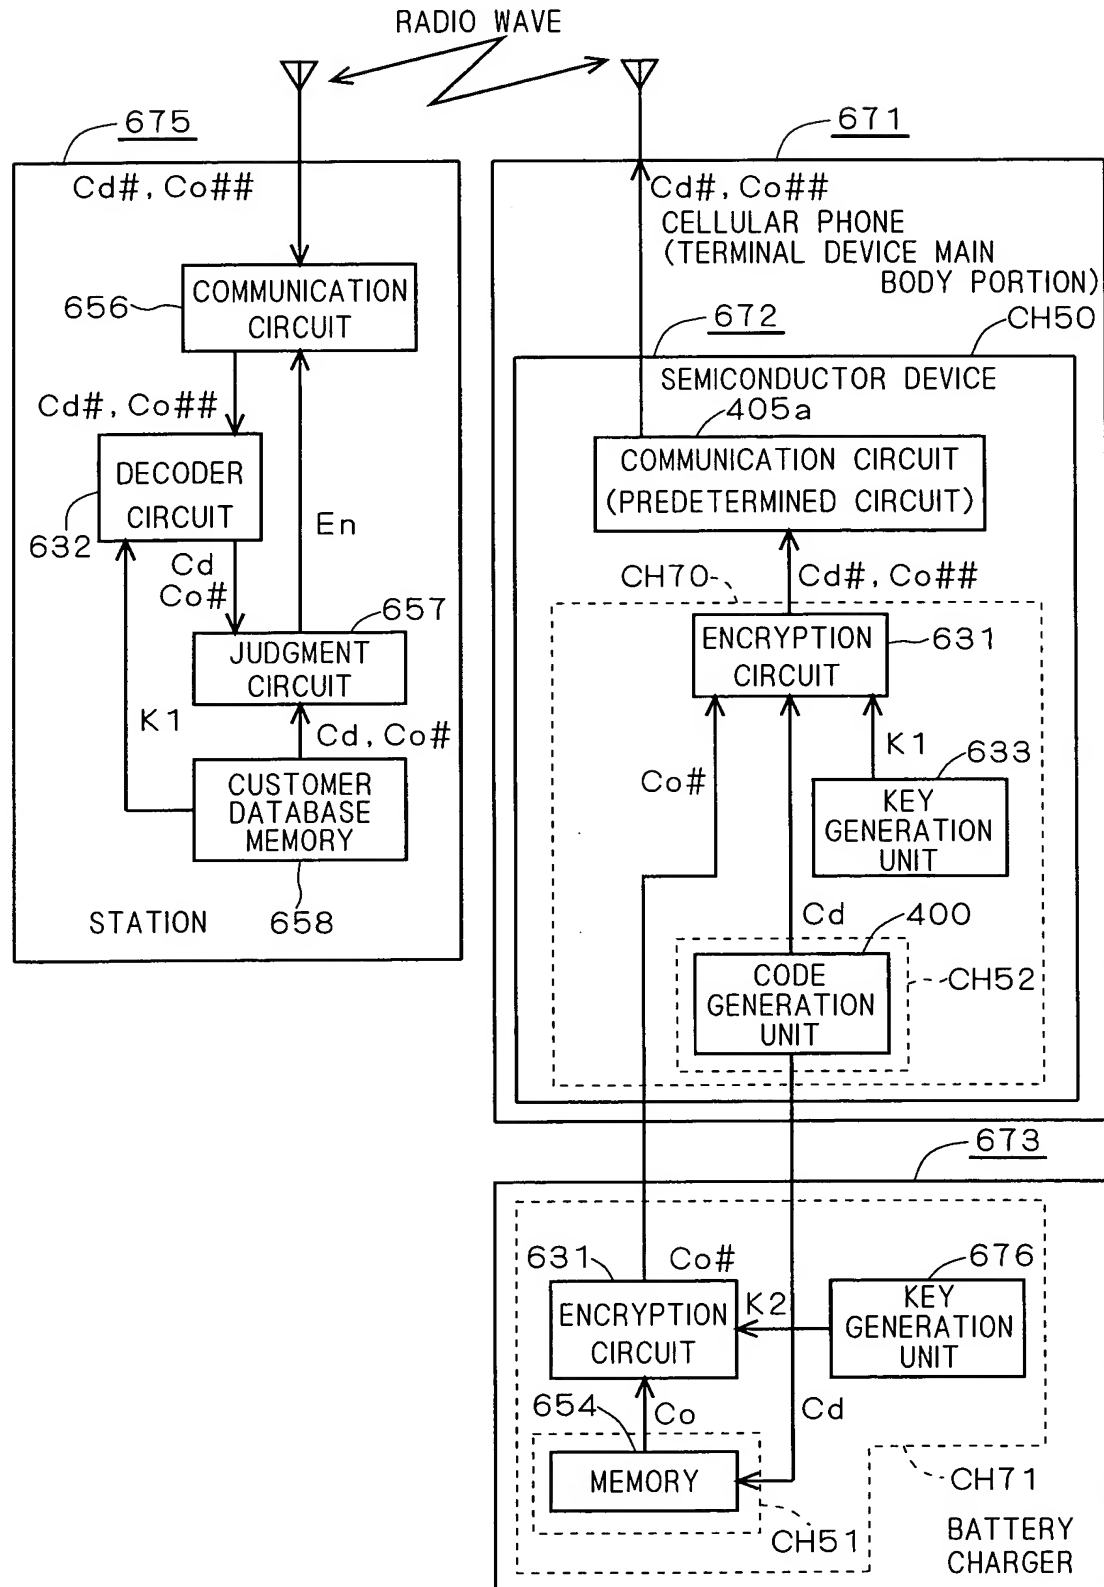 RADIO WAVE
675
671
Cd#, Co##
Cd#, Co##
CELLULAR PHONE
(TERMINAL DEVICE MAIN
BODY PORTION)
COMMUNICATION
CIRCUIT
656
672
CH50
SEMICONDUCTOR DEVICE
405a
Cd#, Co##
COMMUNICATION CIRCUIT
(PREDETERMINED CIRCUIT)
DECODER
CIRCUIT
632
En
Cd
Co#
CH70
Cd#, Co##
657
JUDGMENT
CIRCUIT
ENCRYPTION
CIRCUIT
631
K1
Cd, Co#
K1
633
Co#
CUSTOMER
DATABASE
MEMORY
KEY
GENERATION
UNIT
STATION
658
Cd
400
CODE
GENERATION
UNIT
CH52
673
631
Co#
676
ENCRYPTION
CIRCUIT
K2
KEY
GENERATION
UNIT
654
Co
Cd
MEMORY
CH71
CH51
BATTERY
CHARGER